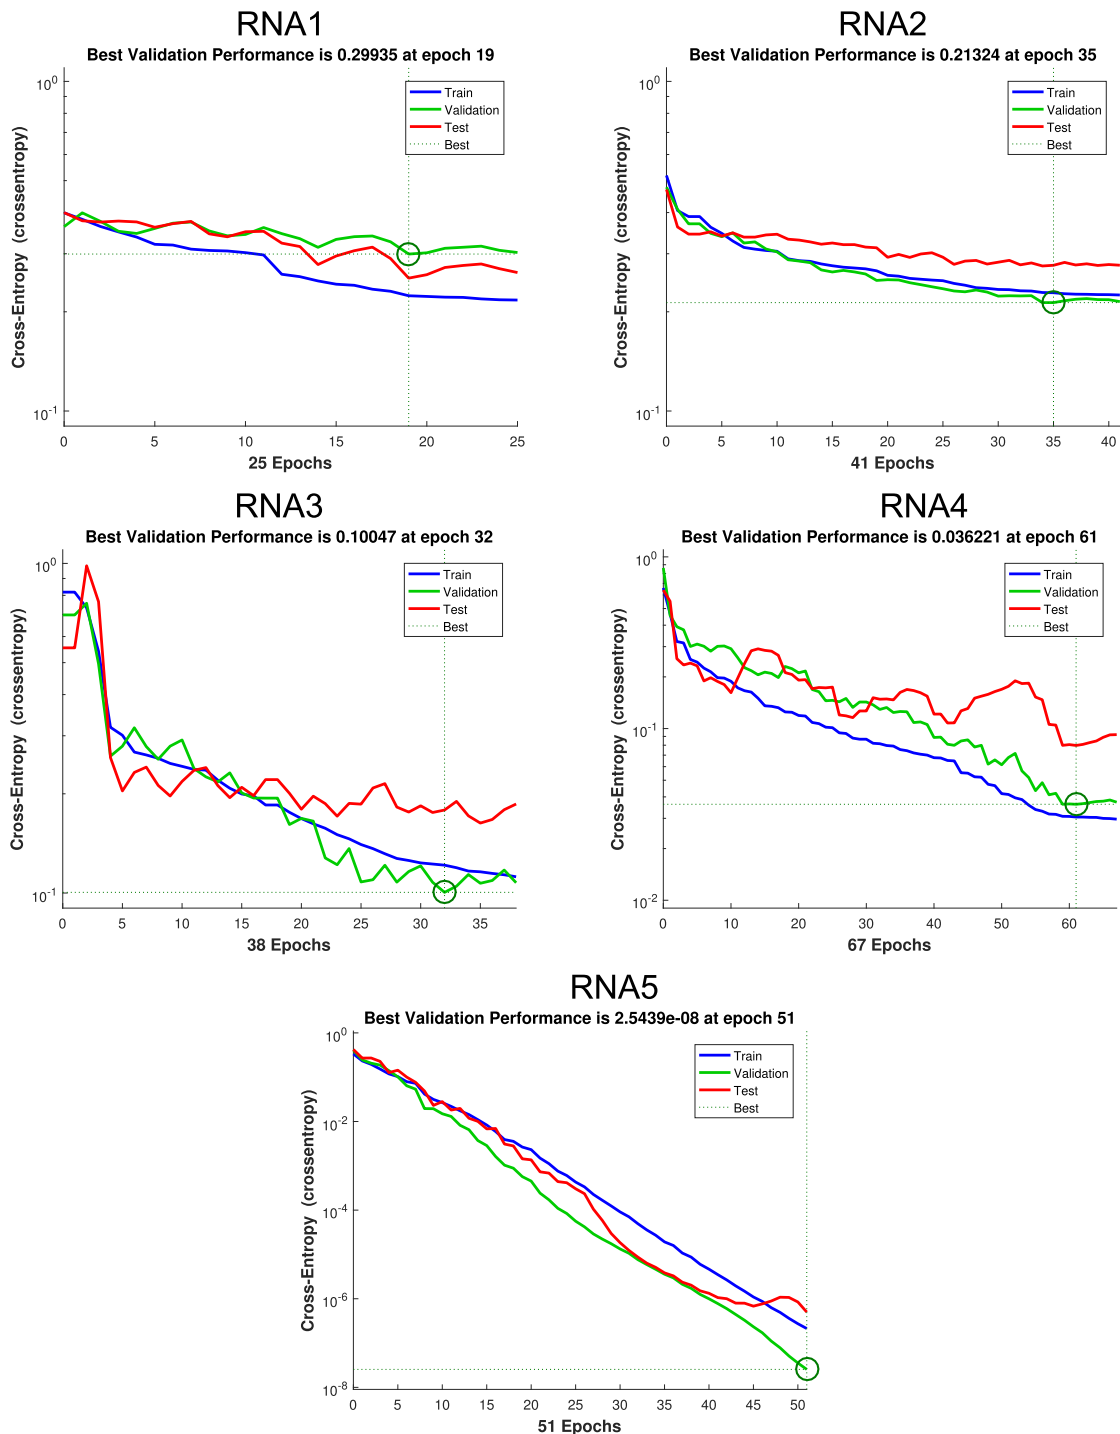 RNA1
Best Validation Performance is 0.29935 at epoch 19
Cross-Entropy (crossentropy)
10^0
10^-1
Train
Validation
Test
Best
0 5 10 15 20 25
25 Epochs
RNA2
Best Validation Performance is 0.21324 at epoch 35
Cross-Entropy (crossentropy)
10^0
10^-1
Train
Validation
Test
Best
0 5 10 15 20 25 30 35 40
41 Epochs
RNA3
Best Validation Performance is 0.10047 at epoch 32
Cross-Entropy (crossentropy)
10^0
10^-1
Train
Validation
Test
Best
0 5 10 15 20 25 30 35
38 Epochs
RNA4
Best Validation Performance is 0.036221 at epoch 61
Cross-Entropy (crossentropy)
10^0
10^-1
10^-2
Train
Validation
Test
Best
0 10 20 30 40 50 60
67 Epochs
RNA5
Best Validation Performance is 2.5439e-08 at epoch 51
Cross-Entropy (crossentropy)
10^0
10^-2
10^-4
10^-6
10^-8
Train
Validation
Test
Best
0 5 10 15 20 25 30 35 40 45 50
51 Epochs